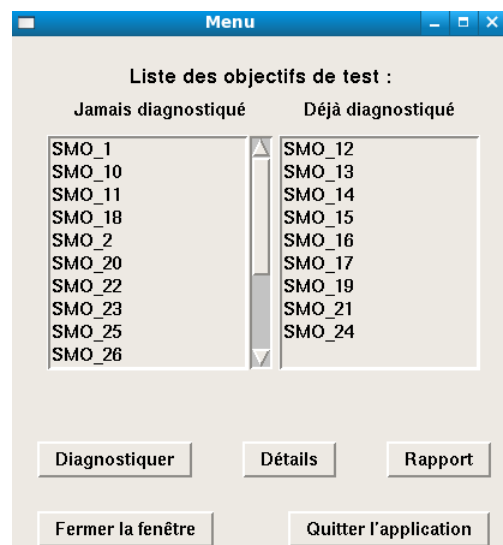 Menu
Liste des objectifs de test :
Jamais diagnostiqué
Déjà diagnostiqué
SMO_1
SMO_10
SMO_11
SMO_18
SMO_2
SMO_20
SMO_22
SMO_23
SMO_25
SMO_26
SMO_12
SMO_13
SMO_14
SMO_15
SMO_16
SMO_17
SMO_19
SMO_21
SMO_24
Diagnostiquer
Détails
Rapport
Fermer la fenêtre
Quitter l'application